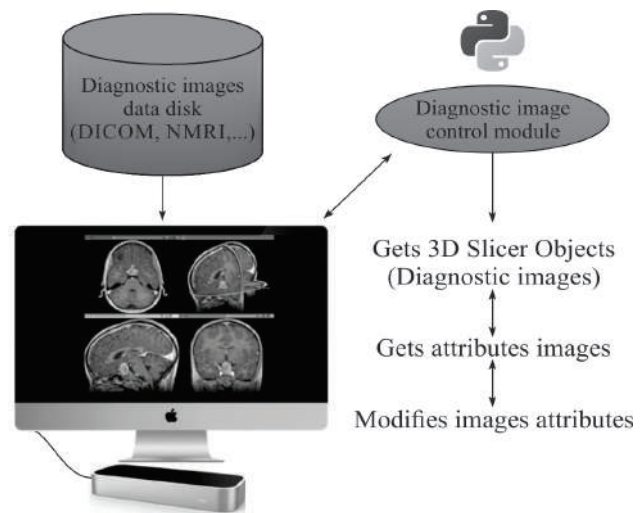 Diagnostic images
data disk
(DICOM, NMRI,...)
Diagnostic image
control module
Gets 3D Slicer Objects
(Diagnostic images)
Gets attributes images
Modifies images attributes